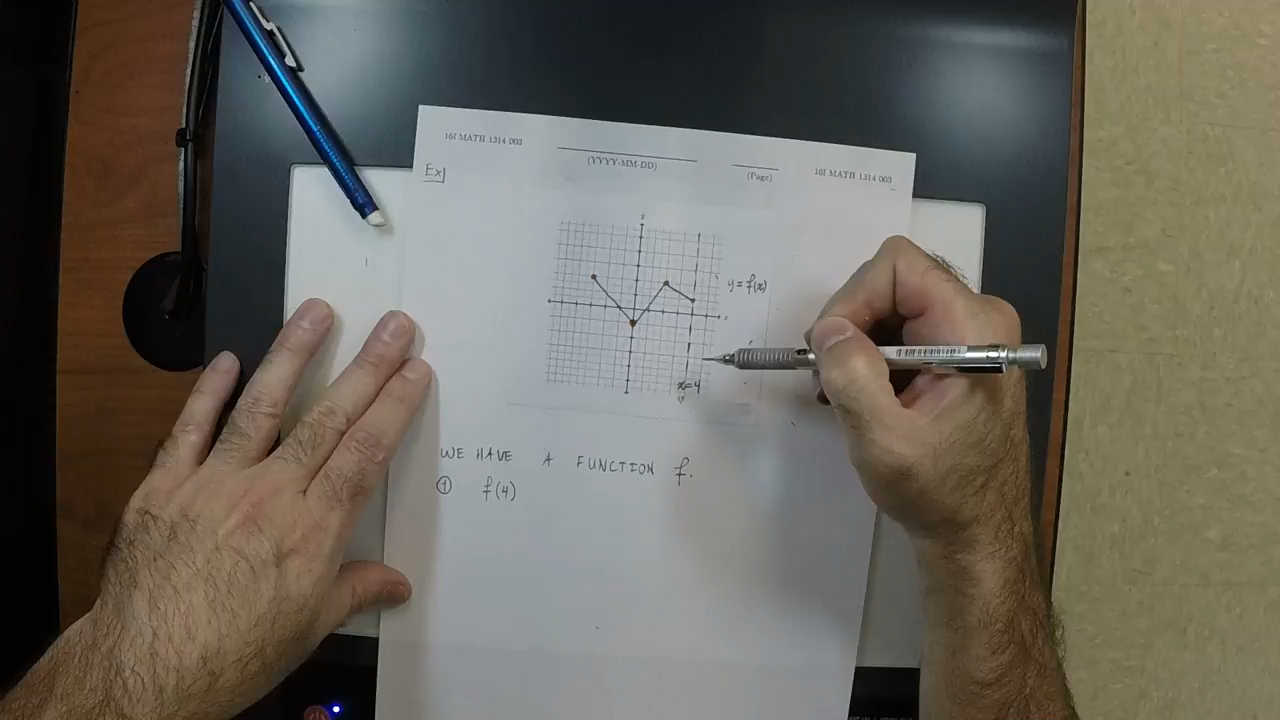 16f MATH 1314 003
(YYYY-MM-DD)
(Page)
16f MATH 1314 003
Ex
y = f(x)
x=4
WE HAVE A FUNCTION f.
① f(4)